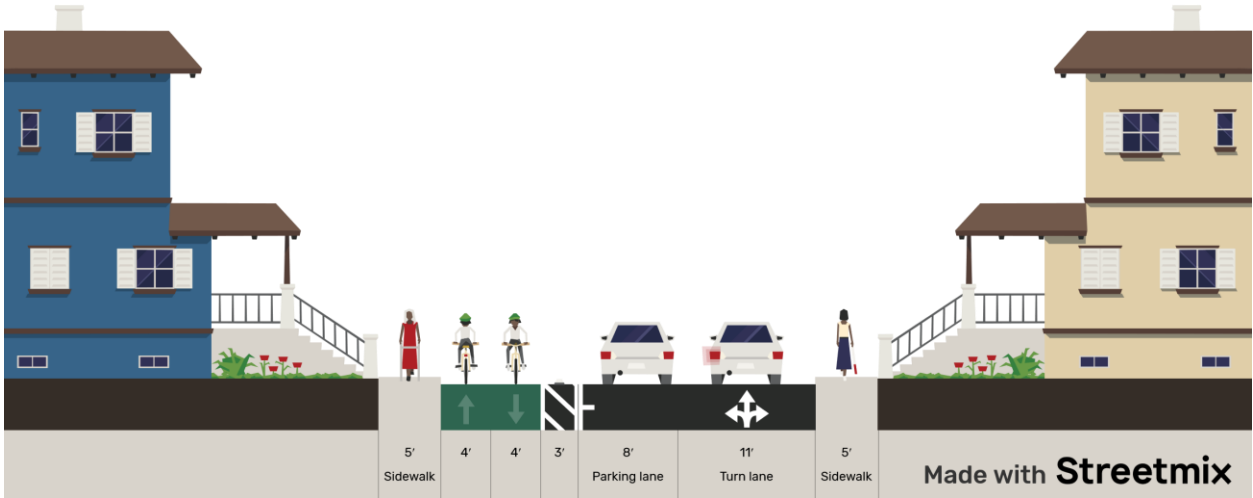 5′
4′
4′
3′
8′
11′
5′
Sidewalk
Parking lane
Turn lane
Sidewalk
Made with Streetmix